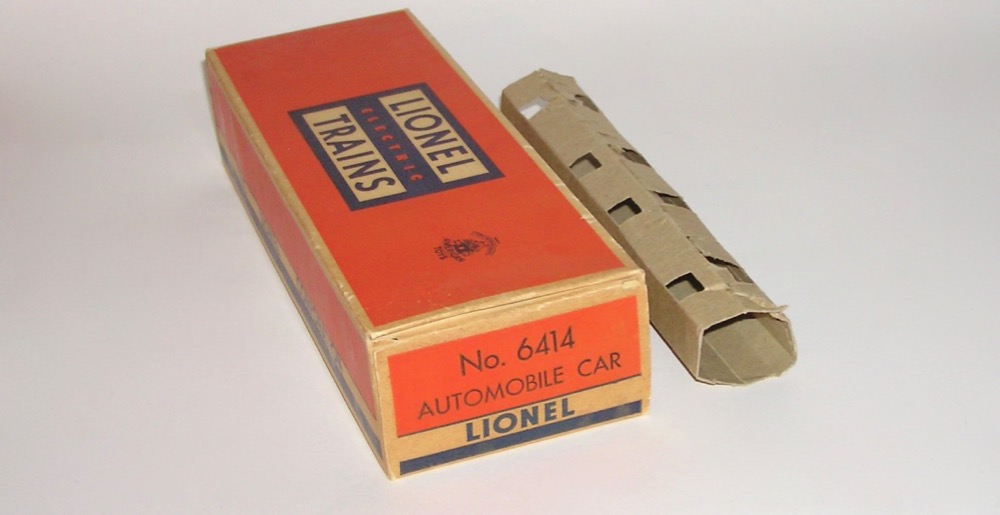 LIONEL
ELECTRIC
TRAINS
No. 6414
AUTOMOBILE CAR
LIONEL